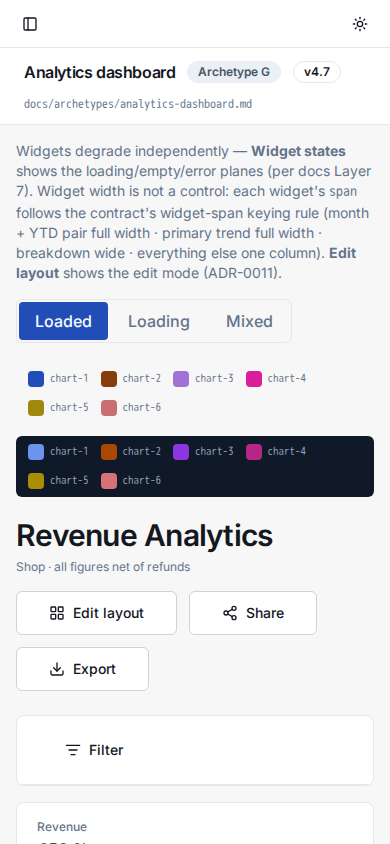 Analytics dashboard Archetype G v4.7
docs/archetypes/analytics-dashboard.md
Widgets degrade independently — Widget states
shows the loading/empty/error planes (per docs Layer
7). Widget width is not a control: each widget's span
follows the contract's widget-span keying rule (month
+ YTD pair full width · primary trend full width ·
breakdown wide · everything else one column). Edit
layout shows the edit mode (ADR-0011).
Loaded Loading Mixed
chart-1 chart-2 chart-3 chart-4
chart-5 chart-6
chart-1 chart-2 chart-3 chart-4
chart-5 chart-6
Revenue Analytics
Shop · all figures net of refunds
Edit layout Share
Export
Filter
Revenue